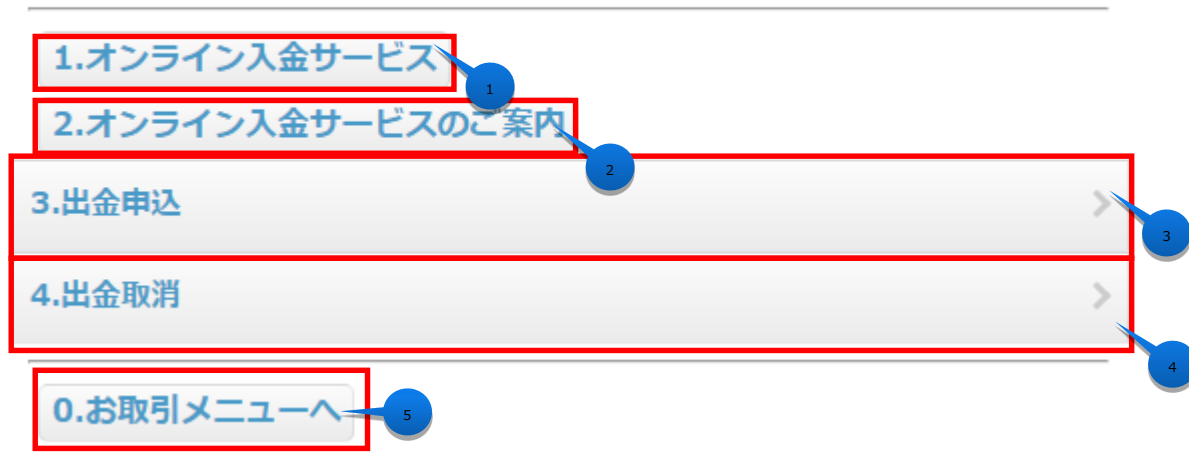 1.オンライン入金サービス
1
2.オンライン入金サービスのご案内
2
3.出金申込
3
4.出金取消
4
0.お取引メニューへ
5